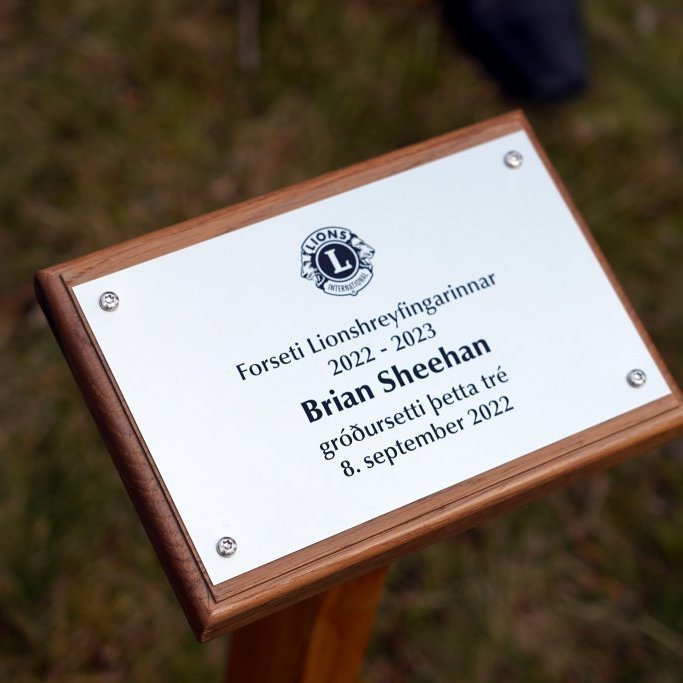 LIONS
L
INTERNATIONAL
Forseti Lionshreyfingarinnar
2022 - 2023
Brian Sheehan
gróðursetti þetta tré
8. september 2022